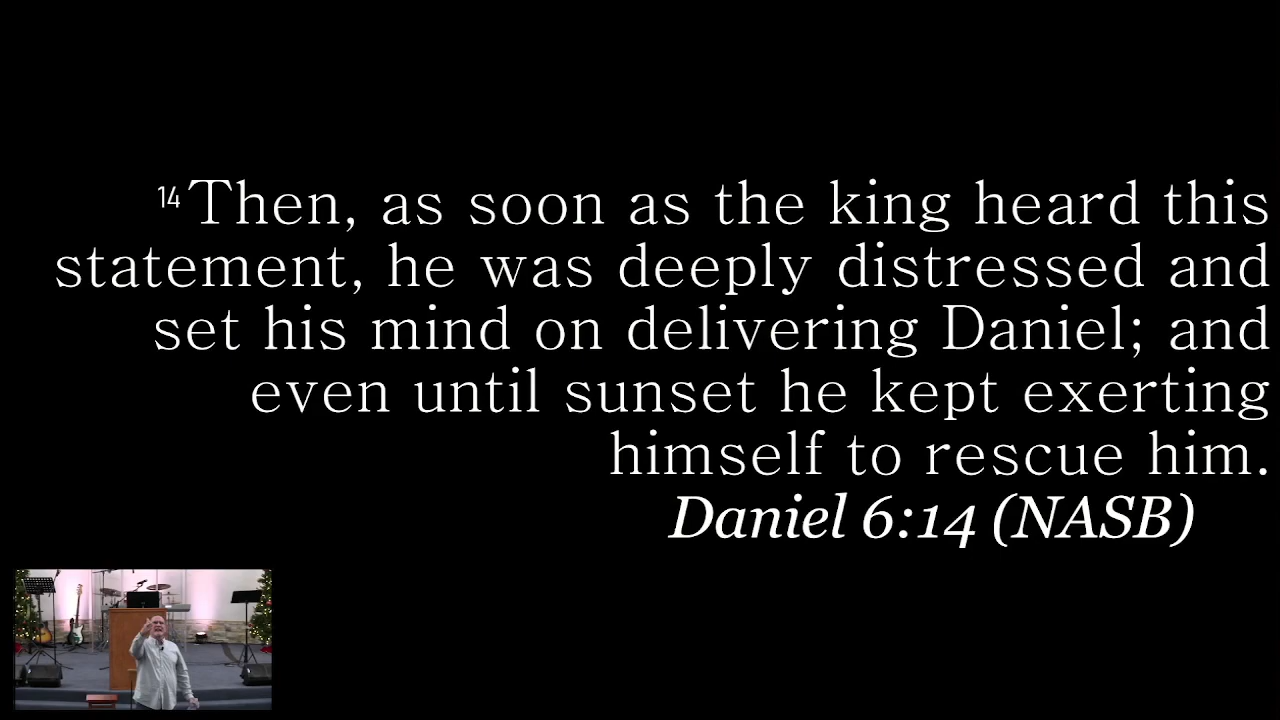 14Then, as soon as the king heard this
statement, he was deeply distressed and
set his mind on delivering Daniel; and
even until sunset he kept exerting
himself to rescue him.
Daniel 6:14 (NASB)